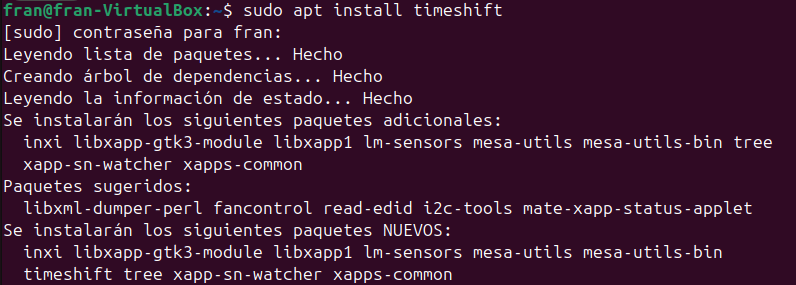 fran@fran-VirtualBox:~$ sudo apt install timeshift
[sudo] contraseña para fran:
Leyendo lista de paquetes... Hecho
Creando árbol de dependencias... Hecho
Leyendo la información de estado... Hecho
Se instalarán los siguientes paquetes adicionales:
  inxi libxapp-gtk3-module libxapp1 lm-sensors mesa-utils mesa-utils-bin tree
  xapp-sn-watcher xapps-common
Paquetes sugeridos:
  libxml-dumper-perl fancontrol read-edid i2c-tools mate-xapp-status-applet
Se instalarán los siguientes paquetes NUEVOS:
  inxi libxapp-gtk3-module libxapp1 lm-sensors mesa-utils mesa-utils-bin
  timeshift tree xapp-sn-watcher xapps-common